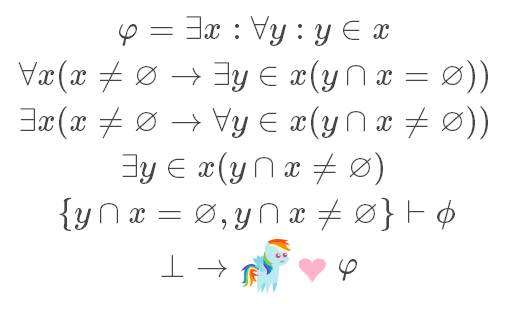 φ = ∃x : ∀y : y ∈ x
∀x(x ≠ ∅ → ∃y ∈ x(y ∩ x = ∅))
∃x(x ≠ ∅ → ∀y ∈ x(y ∩ x ≠ ∅))
∃y ∈ x(y ∩ x ≠ ∅)
{y ∩ x = ∅, y ∩ x ≠ ∅} ⊢ ϕ
⊥ → φ